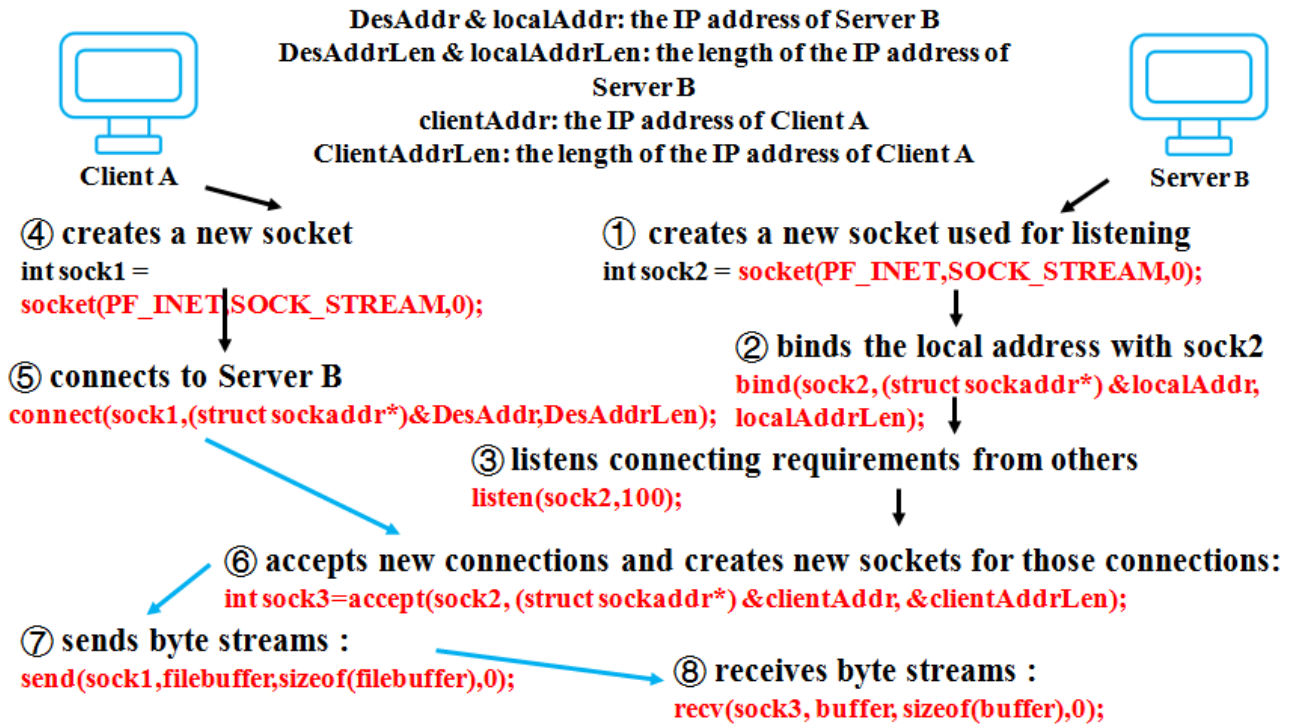 DesAddr & localAddr: the IP address of Server B
DesAddrLen & localAddrLen: the length of the IP address of
Server B
clientAddr: the IP address of Client A
ClientAddrLen: the length of the IP address of Client A
Client A
Server B
④ creates a new socket
int sock1 =
socket(PF_INET,SOCK_STREAM,0);
① creates a new socket used for listening
int sock2 = socket(PF_INET,SOCK_STREAM,0);
② binds the local address with sock2
bind(sock2, (struct sockaddr*) &localAddr,
localAddrLen);
⑤ connects to Server B
connect(sock1,(struct sockaddr*)&DesAddr,DesAddrLen);
③ listens connecting requirements from others
listen(sock2,100);
⑥ accepts new connections and creates new sockets for those connections:
int sock3=accept(sock2, (struct sockaddr*) &clientAddr, &clientAddrLen);
⑦ sends byte streams :
send(sock1,filebuffer,sizeof(filebuffer),0);
⑧ receives byte streams :
recv(sock3, buffer, sizeof(buffer),0);